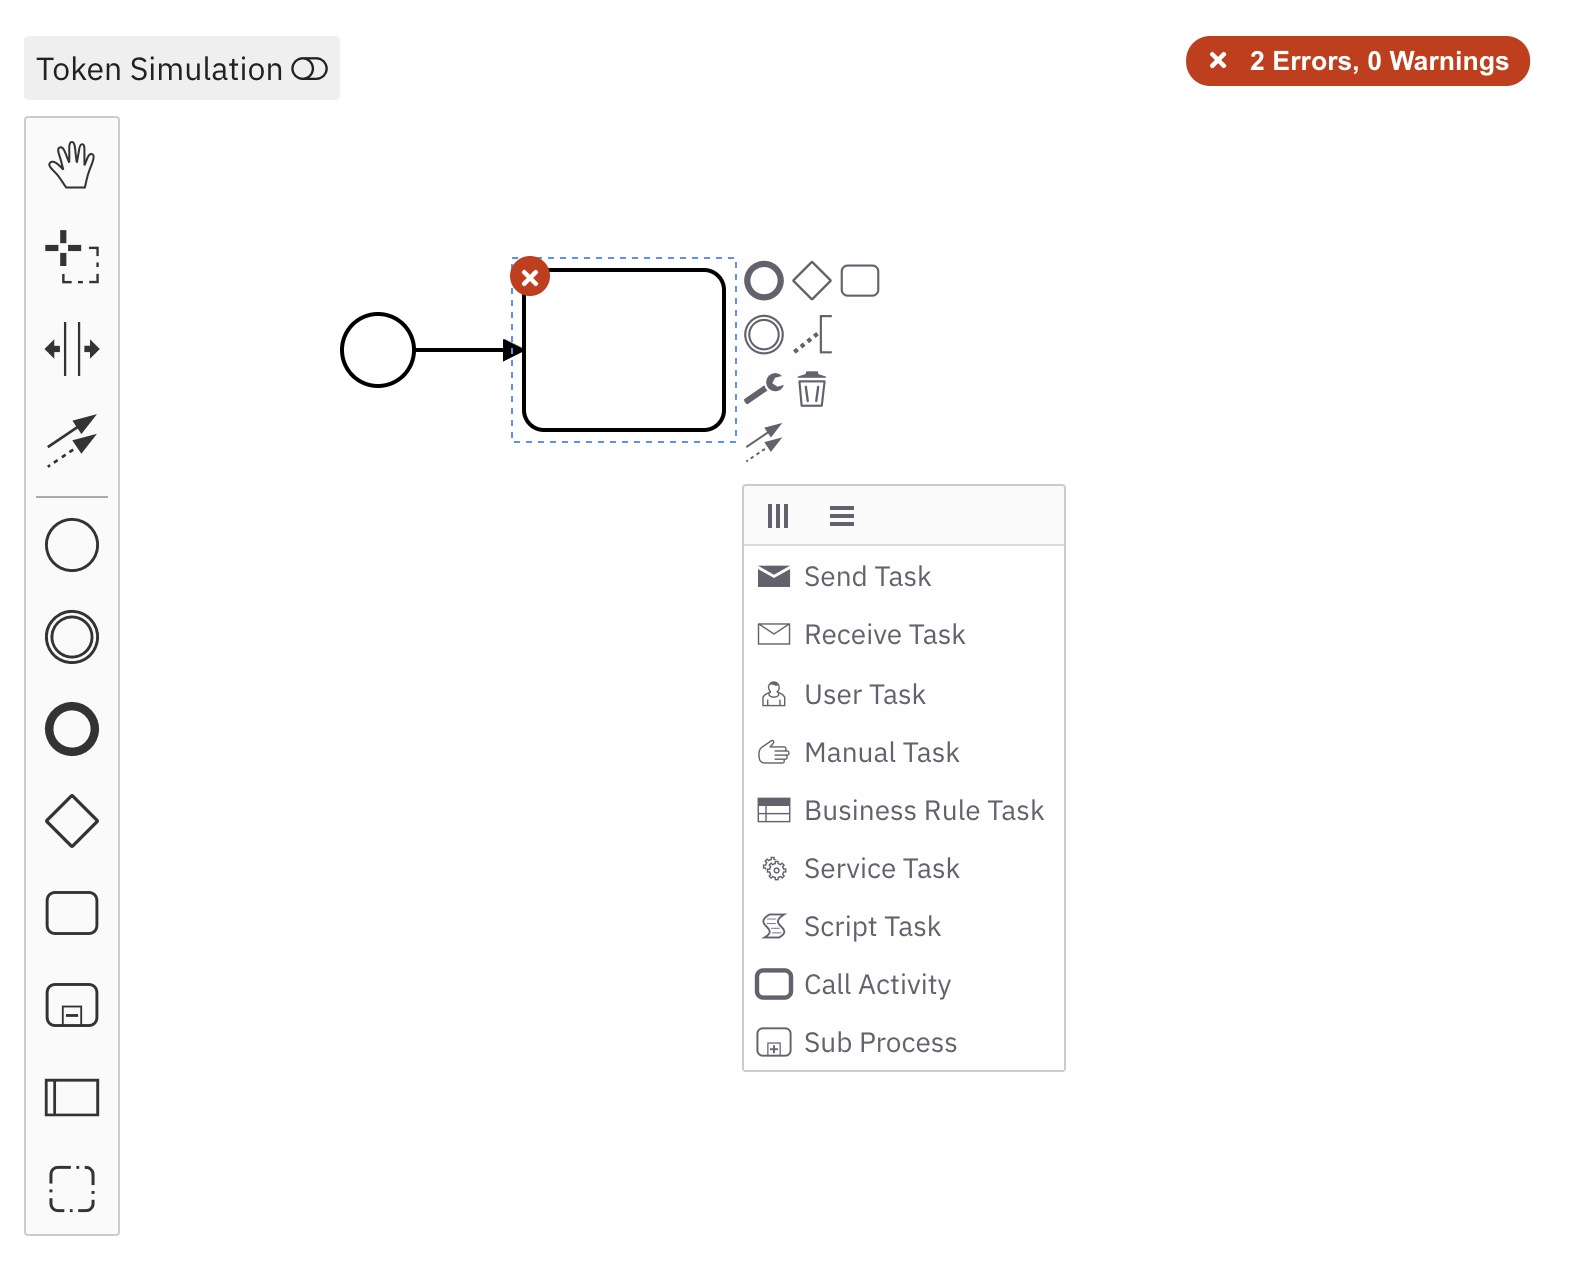 Token Simulation
2 Errors, 0 Warnings
Send Task
Receive Task
User Task
Manual Task
Business Rule Task
Service Task
Script Task
Call Activity
Sub Process